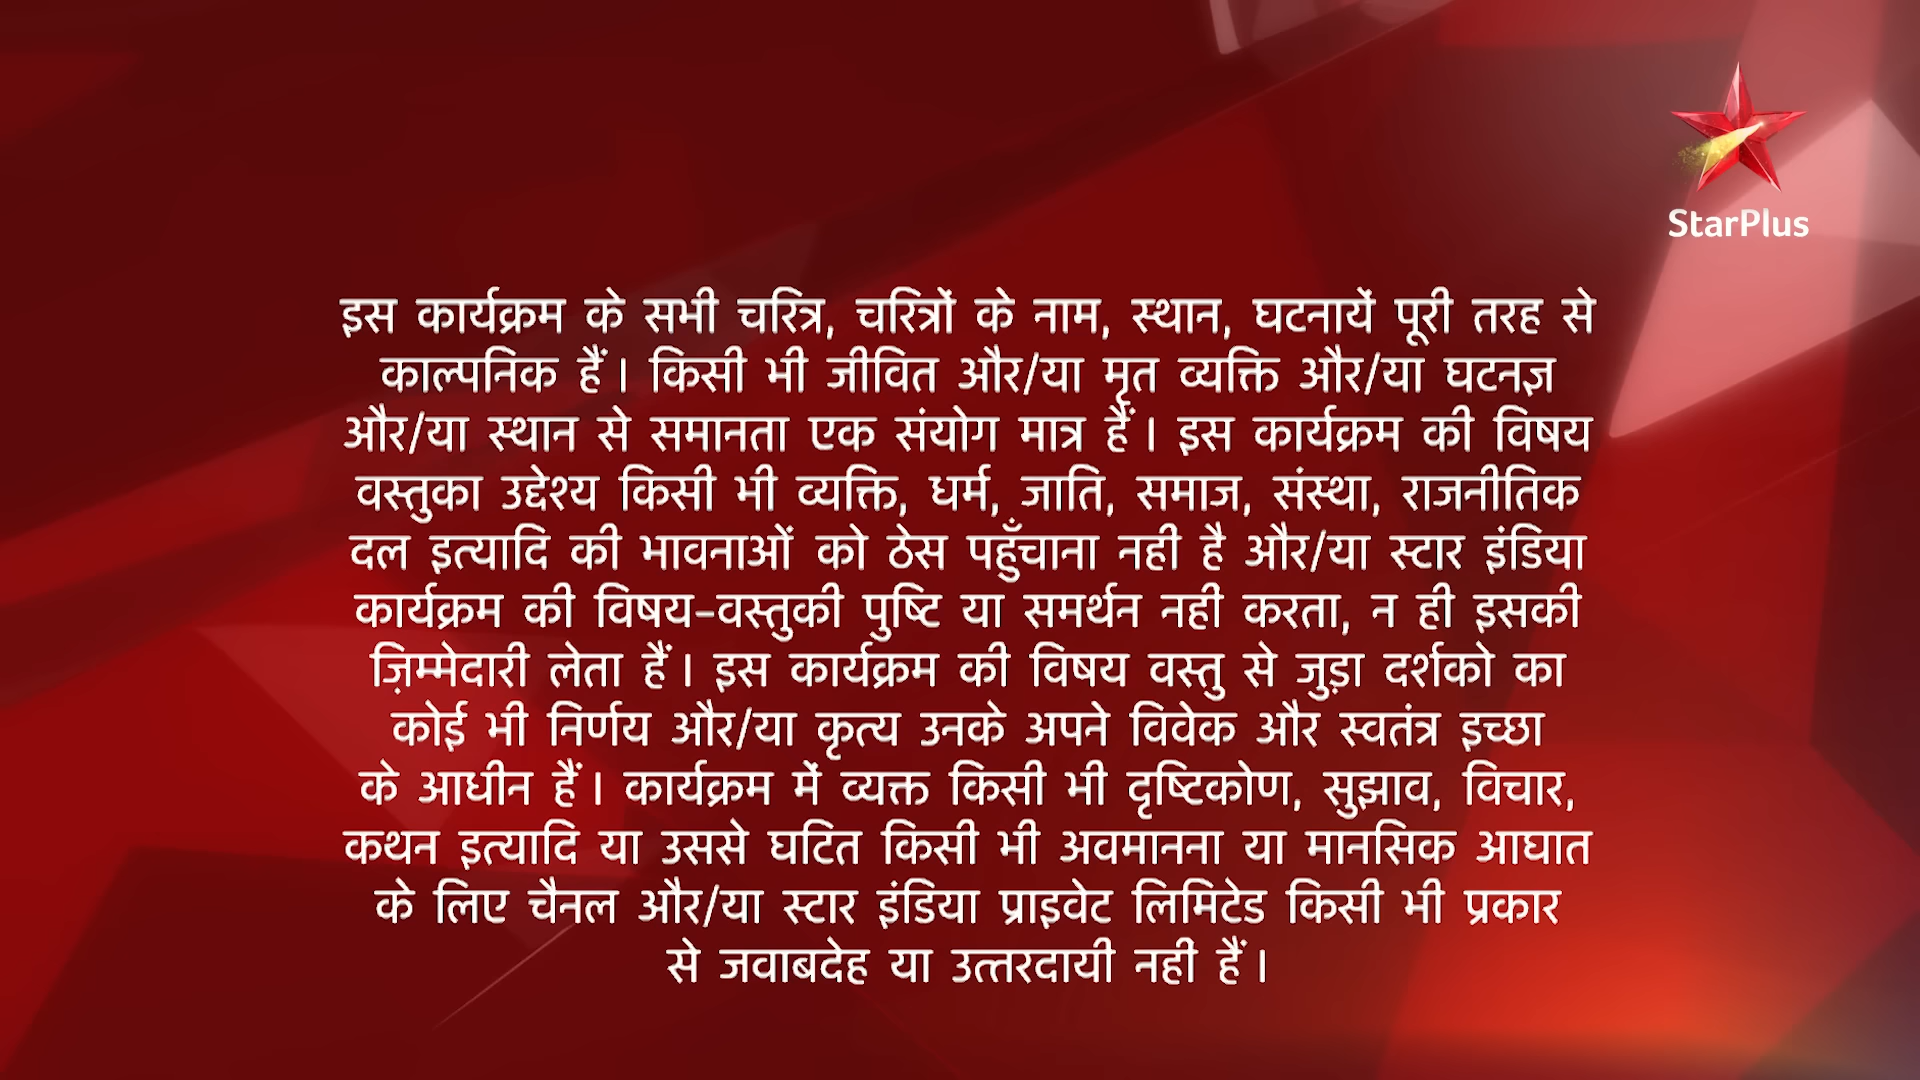 StarPlus
इस कार्यक्रम के सभी चरित्र, चरित्रों के नाम, स्थान, घटनायें पूरी तरह से
काल्पनिक हैं। किसी भी जीवित और/या मृत व्यक्ति और/या घटनज्ञ
और/या स्थान से समानता एक संयोग मात्र हैं। इस कार्यक्रम की विषय
वस्तुका उद्देश्य किसी भी व्यक्ति, धर्म, जाति, समाज, संस्था, राजनीतिक
दल इत्यादि की भावनाओं को ठेस पहुँचाना नही है और/या स्टार इंडिया
कार्यक्रम की विषय-वस्तुकी पुष्टि या समर्थन नही करता, न ही इसकी
ज़िम्मेदारी लेता हैं। इस कार्यक्रम की विषय वस्तु से जुड़ा दर्शको का
कोई भी निर्णय और/या कृत्य उनके अपने विवेक और स्वतंत्र इच्छा
के आधीन हैं। कार्यक्रम में व्यक्त किसी भी दृष्टिकोण, सुझाव, विचार,
कथन इत्यादि या उससे घटित किसी भी अवमानना या मानसिक आघात
के लिए चैनल और/या स्टार इंडिया प्राइवेट लिमिटेड किसी भी प्रकार
से जवाबदेह या उत्तरदायी नही हैं।